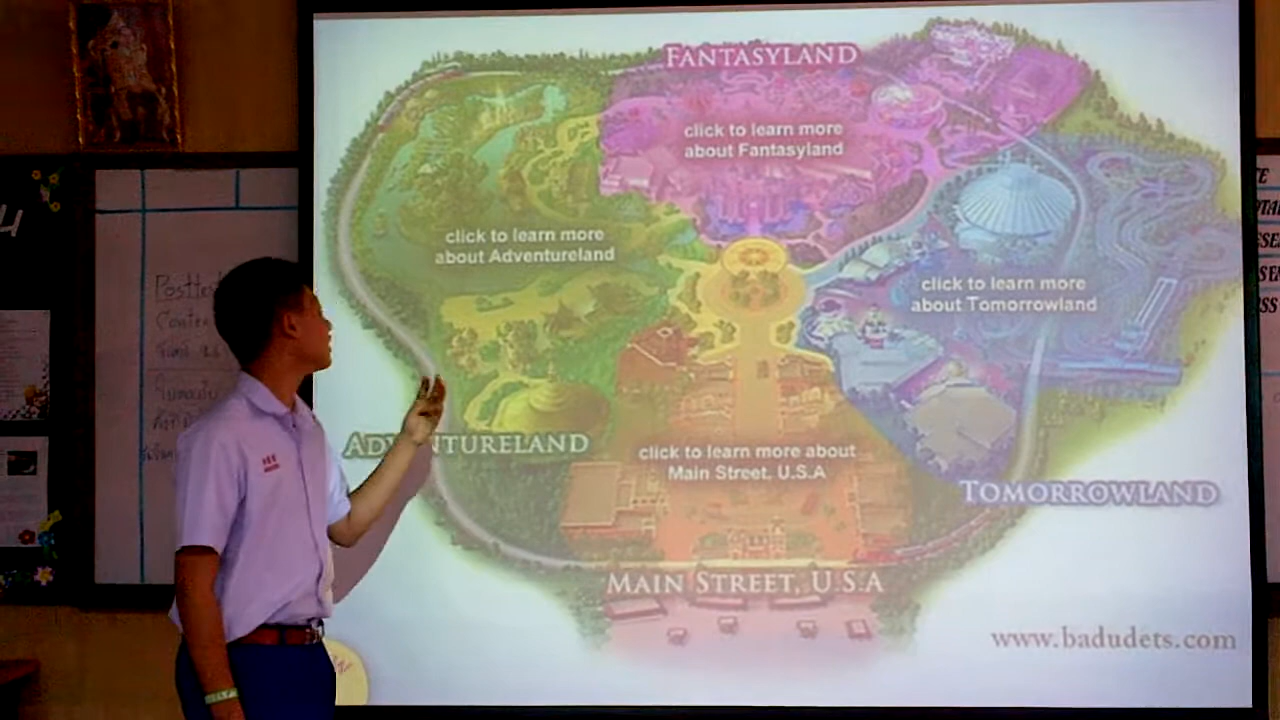 FANTASYLAND
click to learn more
about Fantasyland
click to learn more
about Adventureland
click to learn more
about Tomorrowland
ADVENTURELAND
click to learn more about
Main Street, U.S.A
TOMORROWLAND
MAIN STREET, U.S.A
www.badudets.com